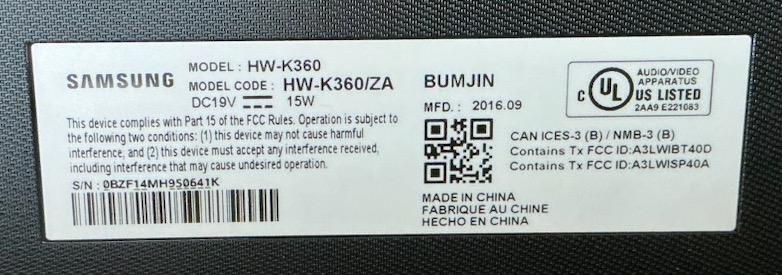 SAMSUNG
MODEL : HW-K360
MODEL CODE : HW-K360/ZA
DC19V 15W
This device complies with Part 15 of the FCC Rules. Operation is subject to
the following two conditions: (1) this device may not cause harmful
interference, and (2) this device must accept any interference received,
including interference that may cause undesired operation.
S/N : 0BZF14MH950641K
BUMJIN
MFD. : 2016.09
C UL US LISTED
AUDIO/VIDEO
APPARATUS
2AA9 E221083
CAN ICES-3 (B) / NMB-3 (B)
Contains Tx FCC ID:A3LWIBT40D
Contains Tx FCC ID:A3LWISP40A
MADE IN CHINA
FABRIQUE AU CHINE
HECHO EN CHINA